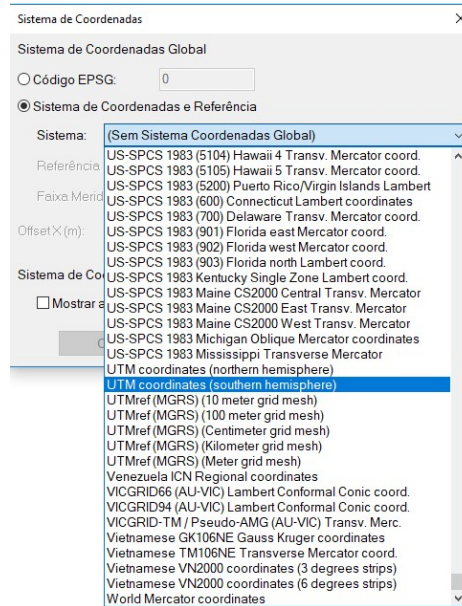 Sistema de Coordenadas
Sistema de Coordenadas Global
Código EPSG: 0
Sistema de Coordenadas e Referência
Sistema: (Sem Sistema Coordenadas Global)
US-SPCS 1983 (5104) Hawaii 4 Transv. Mercator coord.
Referência US-SPCS 1983 (5105) Hawaii 5 Transv. Mercator coord.
US-SPCS 1983 (5200) Puerto Rico/Virgin Islands Lambert
Faixa Merid US-SPCS 1983 (600) Connecticut Lambert coordinates
US-SPCS 1983 (700) Delaware Transv. Mercator coord.
Offset X (m): US-SPCS 1983 (901) Florida east Mercator coord.
US-SPCS 1983 (902) Florida west Mercator coord.
US-SPCS 1983 (903) Florida north Lambert coord.
Sistema de Co US-SPCS 1983 Kentucky Single Zone Lambert coord.
US-SPCS 1983 Maine CS2000 Central Transv. Mercator
Mostrar a US-SPCS 1983 Maine CS2000 East Transv. Mercator
US-SPCS 1983 Maine CS2000 West Transv. Mercator
US-SPCS 1983 Michigan Oblique Mercator coordinates
US-SPCS 1983 Mississippi Transverse Mercator
UTM coordinates (northern hemisphere)
UTM coordinates (southern hemisphere)
UTMref (MGRS) (10 meter grid mesh)
UTMref (MGRS) (100 meter grid mesh)
UTMref (MGRS) (Centimeter grid mesh)
UTMref (MGRS) (Kilometer grid mesh)
UTMref (MGRS) (Meter grid mesh)
Venezuela ICN Regional coordinates
VICGRID66 (AU-VIC) Lambert Conformal Conic coord.
VICGRID94 (AU-VIC) Lambert Conformal Conic coord.
VICGRID-TM / Pseudo-AMG (AU-VIC) Transv. Merc.
Vietnamese GK106NE Gauss Kruger coordinates
Vietnamese TM106NE Transverse Mercator coord.
Vietnamese VN2000 coordinates (3 degrees strips)
Vietnamese VN2000 coordinates (6 degrees strips)
World Mercator coordinates